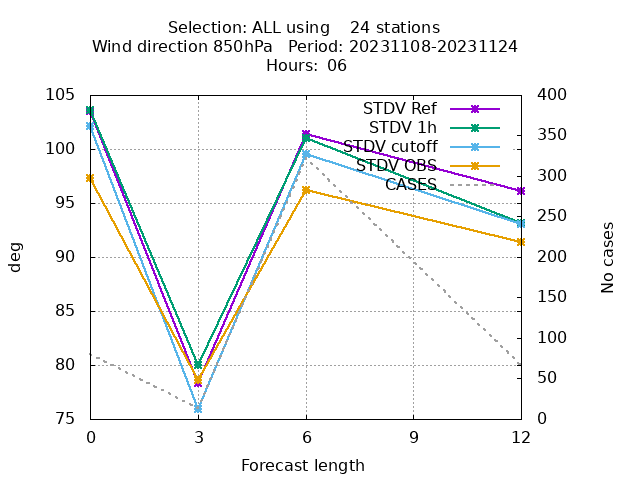 Selection: ALL using    24 stations
Wind direction 850hPa   Period: 20231108-20231124
Hours: 06
105
100
95
90
85
80
75
400
350
300
250
200
150
100
50
0
0
3
6
9
12
deg
No cases
Forecast length
STDV Ref
STDV 1h
STDV cutoff
STDV OBS
CASES